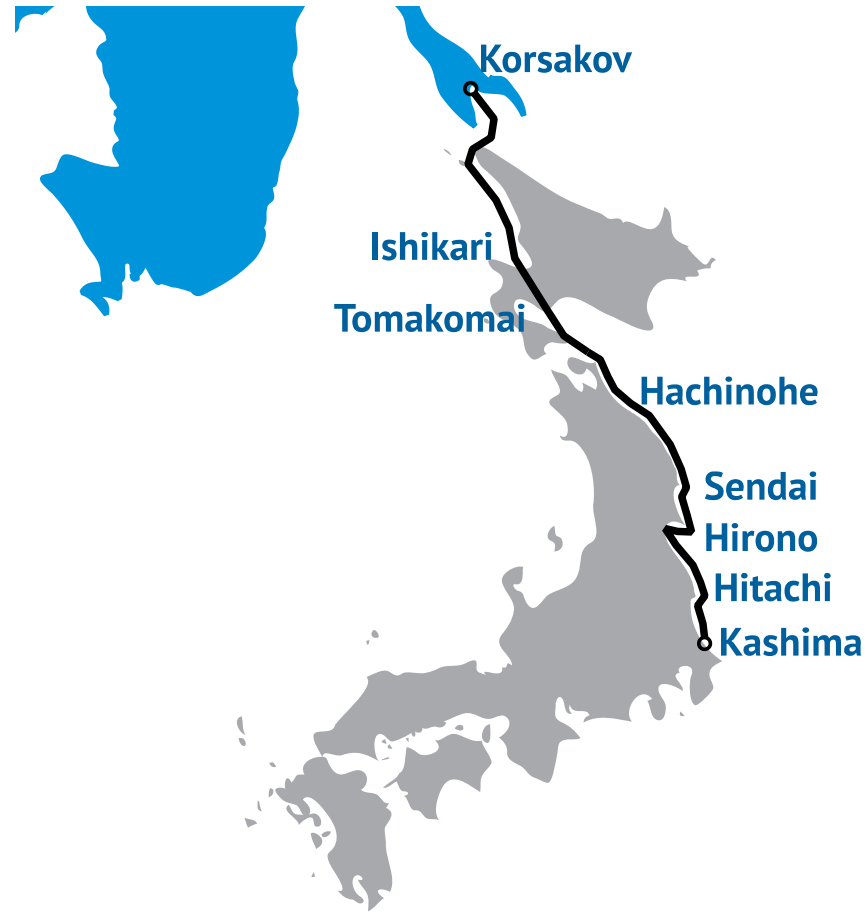 Korsakov
Ishikari
Tomakomai
Hachinohe
Sendai
Hirono
Hitachi
Kashima